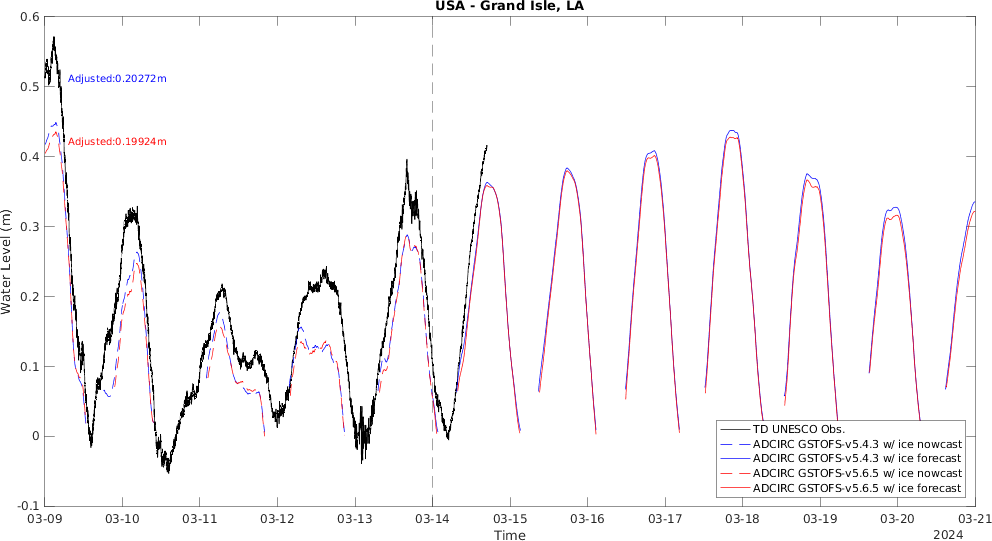 USA - Grand Isle, LA
0.6
0.5
0.4
0.3
0.2
0.1
0
-0.1
Water Level (m)
Adjusted:0.20272m
Adjusted:0.19924m
TD UNESCO Obs.
ADCIRC GSTOFS-v5.4.3 w/ ice nowcast
ADCIRC GSTOFS-v5.4.3 w/ ice forecast
ADCIRC GSTOFS-v5.6.5 w/ ice nowcast
ADCIRC GSTOFS-v5.6.5 w/ ice forecast
03-09 03-10 03-11 03-12 03-13 03-14 03-15 03-16 03-17 03-18 03-19 03-20 03-21
Time
2024